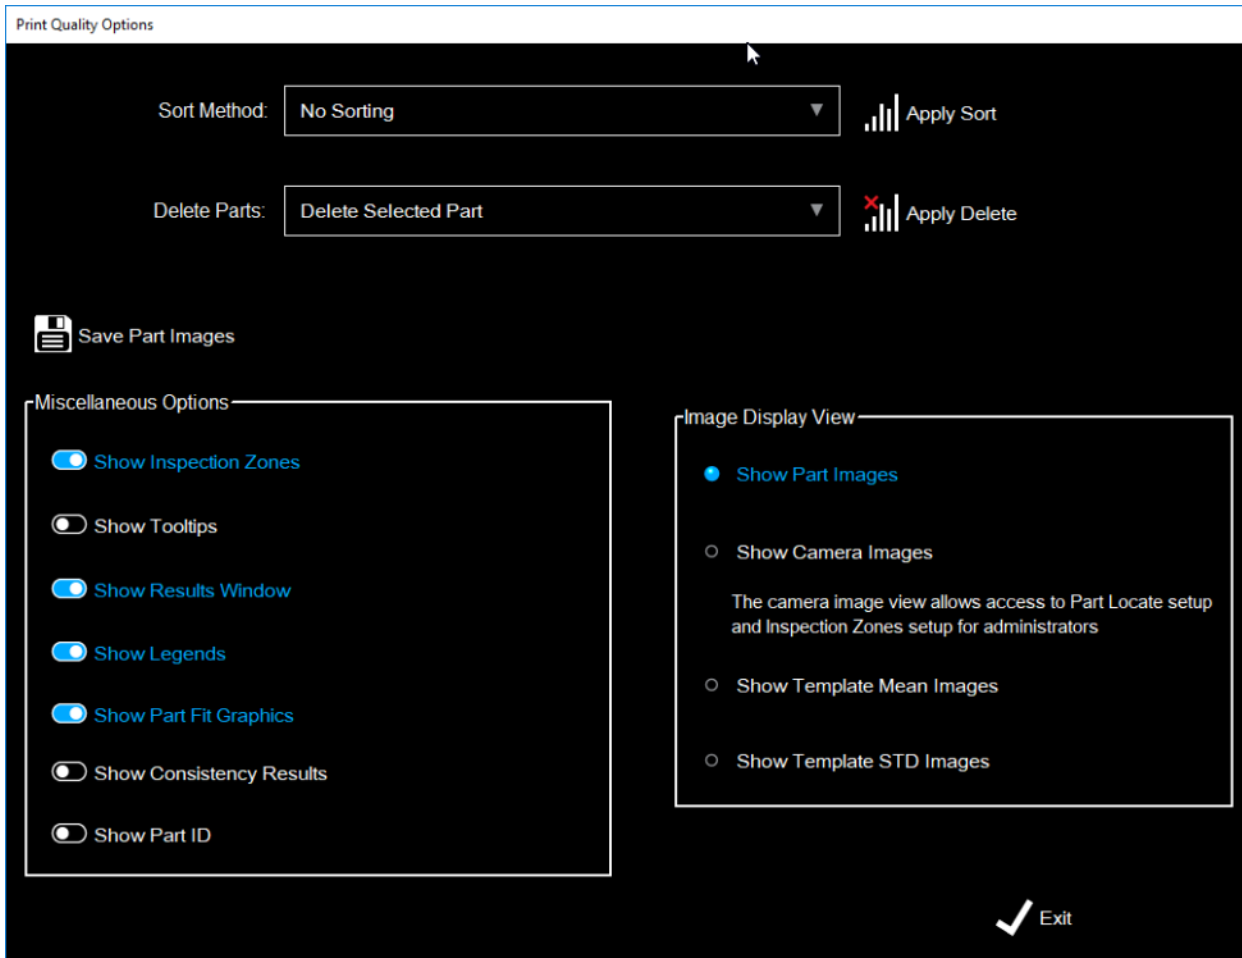 Print Quality Options
Sort Method:
No Sorting
Apply Sort
Delete Parts:
Delete Selected Part
Apply Delete
Save Part Images
Miscellaneous Options
Show Inspection Zones
Show Tooltips
Show Results Window
Show Legends
Show Part Fit Graphics
Show Consistency Results
Show Part ID
Image Display View
Show Part Images
Show Camera Images
The camera image view allows access to Part Locate setup
and Inspection Zones setup for administrators
Show Template Mean Images
Show Template STD Images
Exit